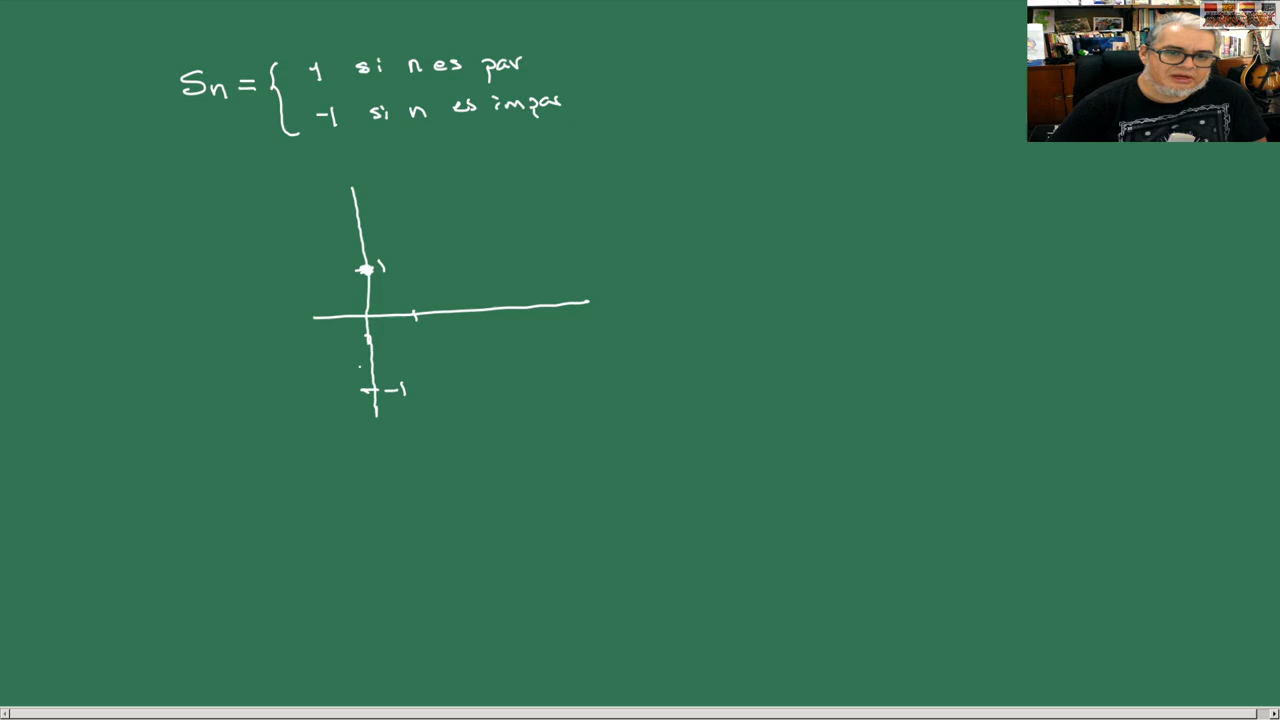 Sn = { 1 si n es par
-1 si n es impar
1
-1